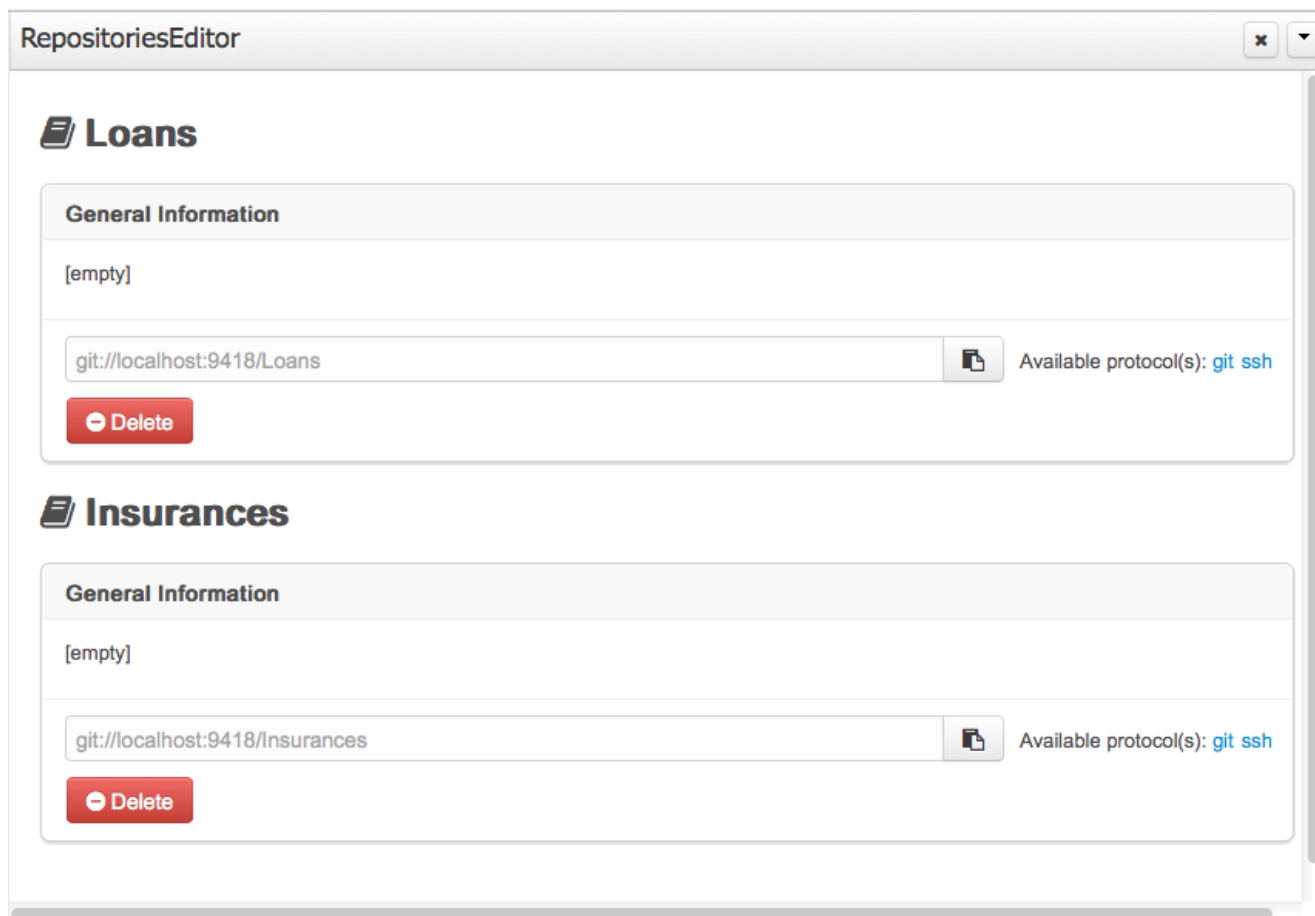 RepositoriesEditor
Loans
General Information
[empty]
git://localhost:9418/Loans
Available protocol(s): git ssh
Delete
Insurances
General Information
[empty]
git://localhost:9418/Insurances
Available protocol(s): git ssh
Delete